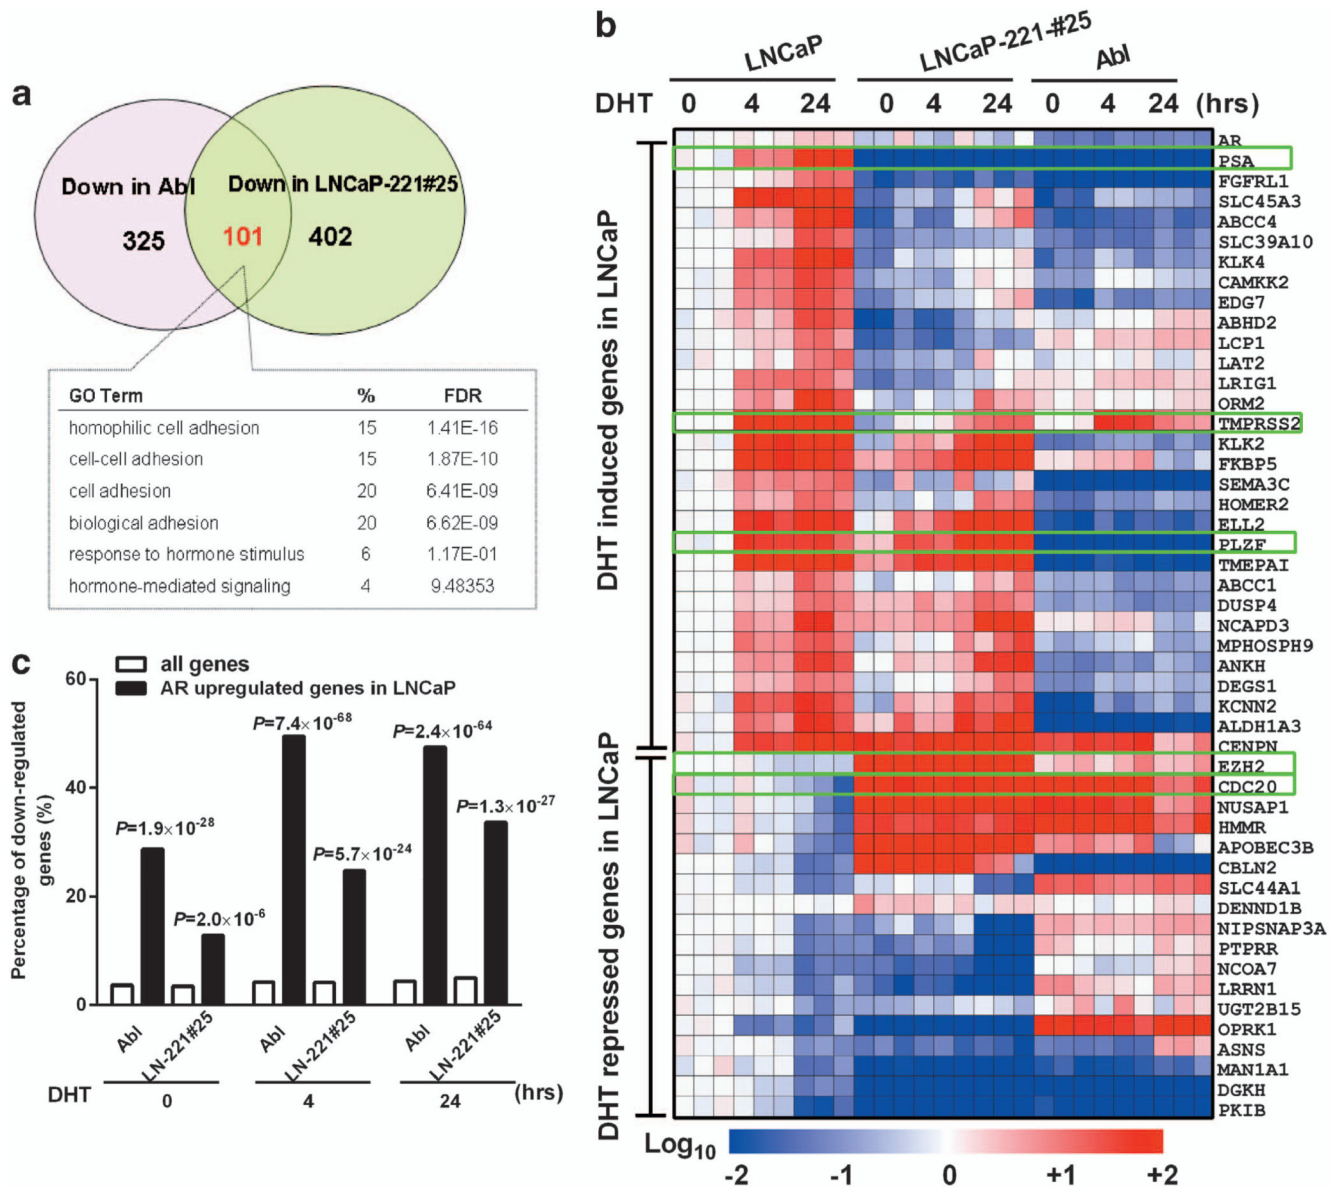 a
Down in Abl
Down in LNCaP-221#25
325
101
402
GO Term % FDR
homophilic cell adhesion 15 1.41E-16
cell-cell adhesion 15 1.87E-10
cell adhesion 20 6.41E-09
biological adhesion 20 6.62E-09
response to hormone stimulus 6 1.17E-01
hormone-mediated signaling 4 9.48353
b
LNCaP
LNCaP-221-#25
Abl
DHT 0 4 24 0 4 24 0 4 24 (hrs)
DHT induced genes in LNCaP
DHT repressed genes in LNCaP
AR
PSA
FGFRL1
SLC45A3
ABCC4
SLC39A10
KLK4
CAMKK2
EDG7
ABHD2
LCP1
LAT2
LRIG1
ORM2
TMPRSS2
KLK2
FKBP5
SEMA3C
HOMER2
ELL2
PLZF
TMEPAI
ABCC1
DUSP4
NCAPD3
MPHOSPH9
ANKH
DEGS1
KCNN2
ALDH1A3
CENPN
EZH2
CDC20
NUSAP1
HMMR
APOBEC3B
CBLN2
SLC44A1
DENND1B
NIPSNAP3A
PTPRR
NCOA7
LRRN1
UGT2B15
OPRK1
ASNS
MAN1A1
DGKH
PKIB
Log10
-2 -1 0 +1 +2
c
all genes
AR upregulated genes in LNCaP
Percentage of down-regulated
genes (%)
60
40
20
0
P=1.9×10-28
P=2.0×10-6
P=7.4×10-68
P=5.7×10-24
P=2.4×10-64
P=1.3×10-27
Abl LN-221#25 Abl LN-221#25 Abl LN-221#25
DHT 0 4 24 (hrs)